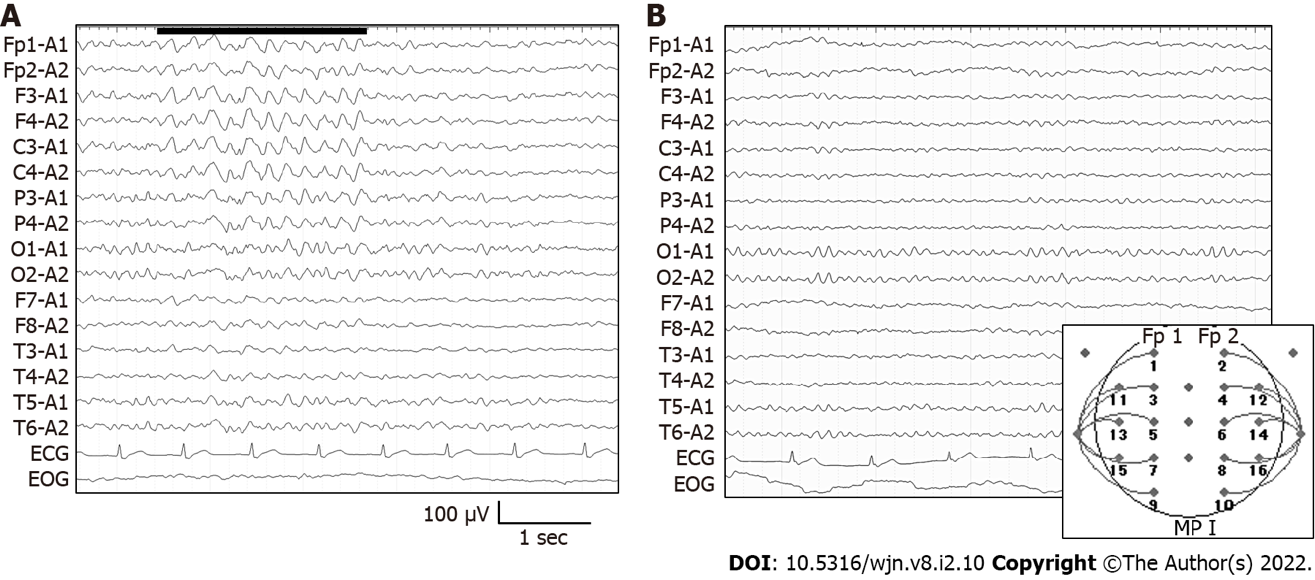 A
Fp1-A1
Fp2-A2
F3-A1
F4-A2
C3-A1
C4-A2
P3-A1
P4-A2
O1-A1
O2-A2
F7-A1
F8-A2
T3-A1
T4-A2
T5-A1
T6-A2
ECG
EOG
100 µV
1 sec
B
Fp1-A1
Fp2-A2
F3-A1
F4-A2
C3-A1
C4-A2
P3-A1
P4-A2
O1-A1
O2-A2
F7-A1
F8-A2
T3-A1
T4-A2
T5-A1
T6-A2
ECG
EOG
Fp 1 Fp 2
1 2
11 3 4 12
13 5 6 14
15 7 8 16
9 10
MP I
DOI: 10.5316/wjn.v8.i2.10 Copyright ©The Author(s) 2022.